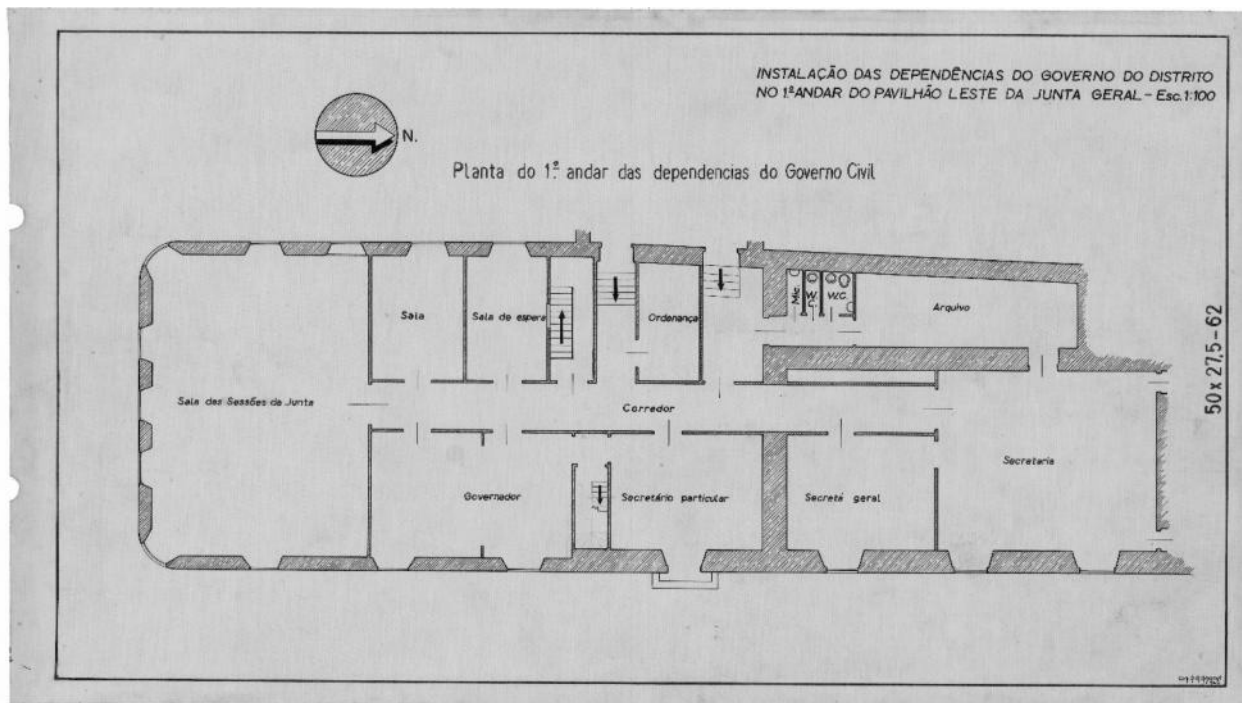 INSTALAÇÃO DAS DEPENDÊNCIAS DO GOVERNO DO DISTRITO
NO 1º ANDAR DO PAVILHÃO LESTE DA JUNTA GERAL - Esc. 1:100
N.
Planta do 1º andar das dependencias do Governo Civil
Sala
Sala de espera
Ordenança
Mic.
W.
W.C.
Arquivo
Sala das Sessões da Junta
Corredor
Secretaria
Governador
Secretário particular
Secretº geral
50 x 27,5 - 62